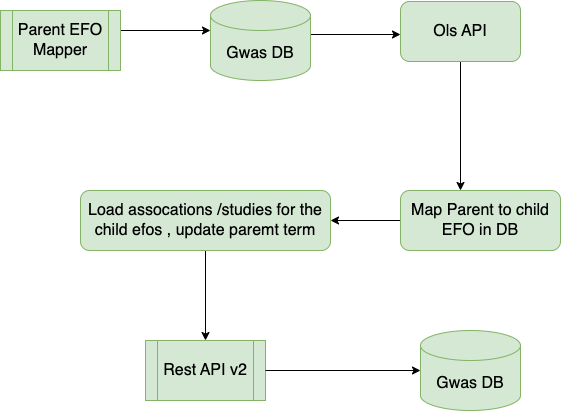 Parent EFO
Mapper
Gwas DB
Ols API
Load assocations /studies for the
child efos , update paremt term
Map Parent to child
EFO in DB
Rest API v2
Gwas DB